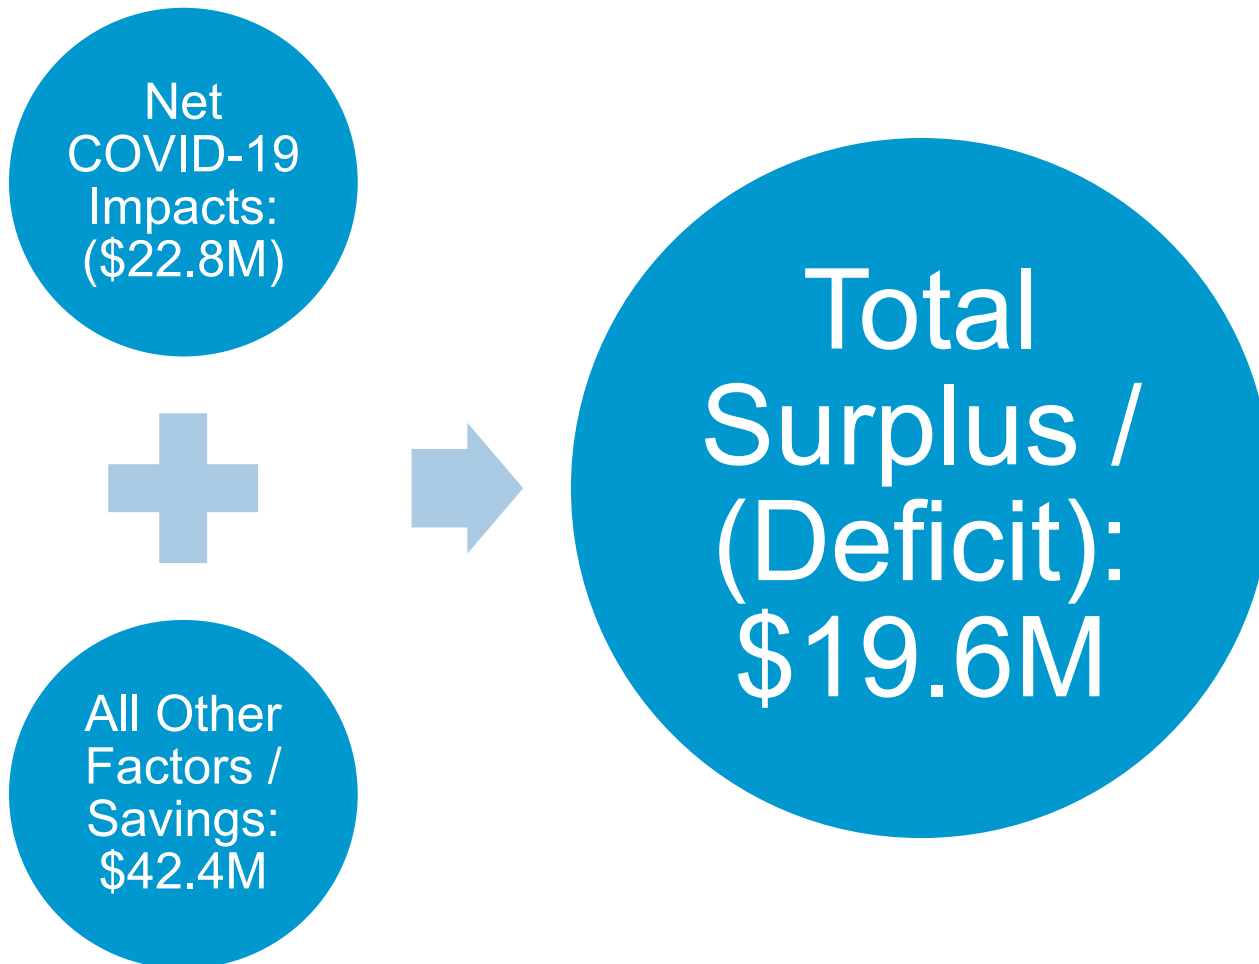 Net
COVID-19
Impacts:
($22.8M)
All Other
Factors /
Savings:
$42.4M
Total
Surplus /
(Deficit):
$19.6M